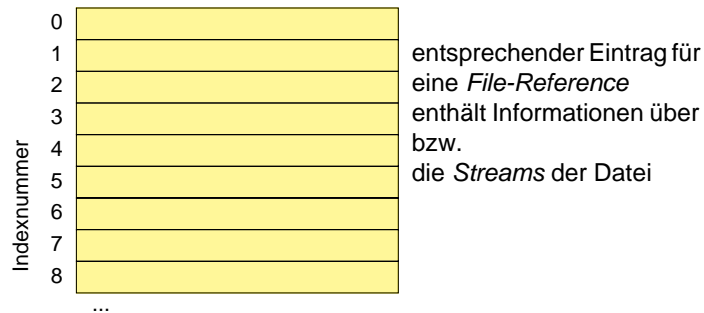 0
1
2
3
4
5
6
7
8
...
Indexnummer
entsprechender Eintrag für
eine File-Reference
enthält Informationen über
bzw.
die Streams der Datei